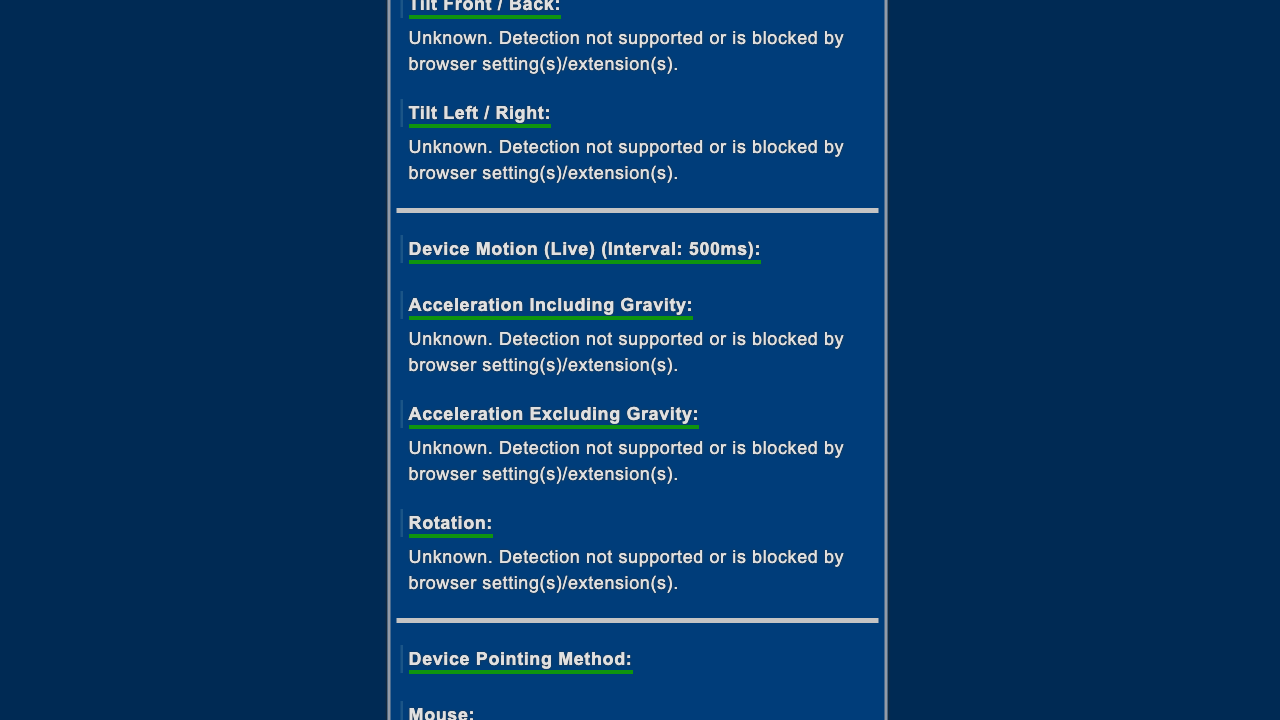 Tilt Front / Back:
Unknown. Detection not supported or is blocked by
browser setting(s)/extension(s).
Tilt Left / Right:
Unknown. Detection not supported or is blocked by
browser setting(s)/extension(s).
Device Motion (Live) (Interval: 500ms):
Acceleration Including Gravity:
Unknown. Detection not supported or is blocked by
browser setting(s)/extension(s).
Acceleration Excluding Gravity:
Unknown. Detection not supported or is blocked by
browser setting(s)/extension(s).
Rotation:
Unknown. Detection not supported or is blocked by
browser setting(s)/extension(s).
Device Pointing Method:
Mouse: